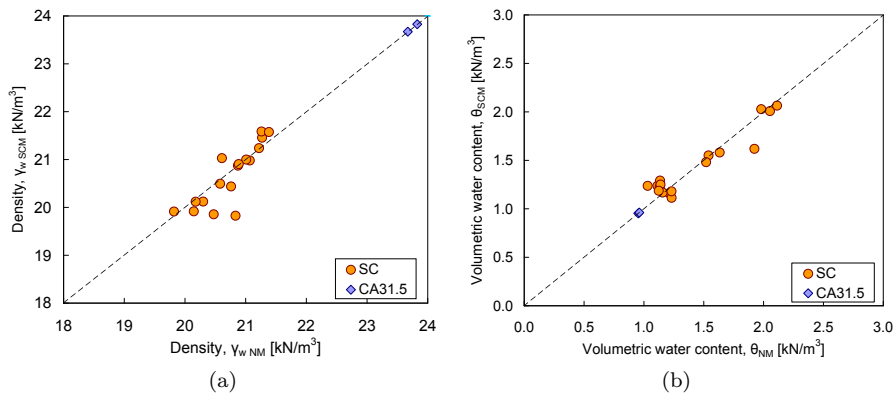 24
23
22
21
20
19
18
18
19
20
21
22
23
24
Density, γw SCM [kN/m³]
Density, γw NM [kN/m³]
SC
CA31.5
(a)
3.0
2.5
2.0
1.5
1.0
0.5
0.0
0.0
0.5
1.0
1.5
2.0
2.5
3.0
Volumetric water content, θSCM [kN/m³]
Volumetric water content, θNM [kN/m³]
SC
CA31.5
(b)